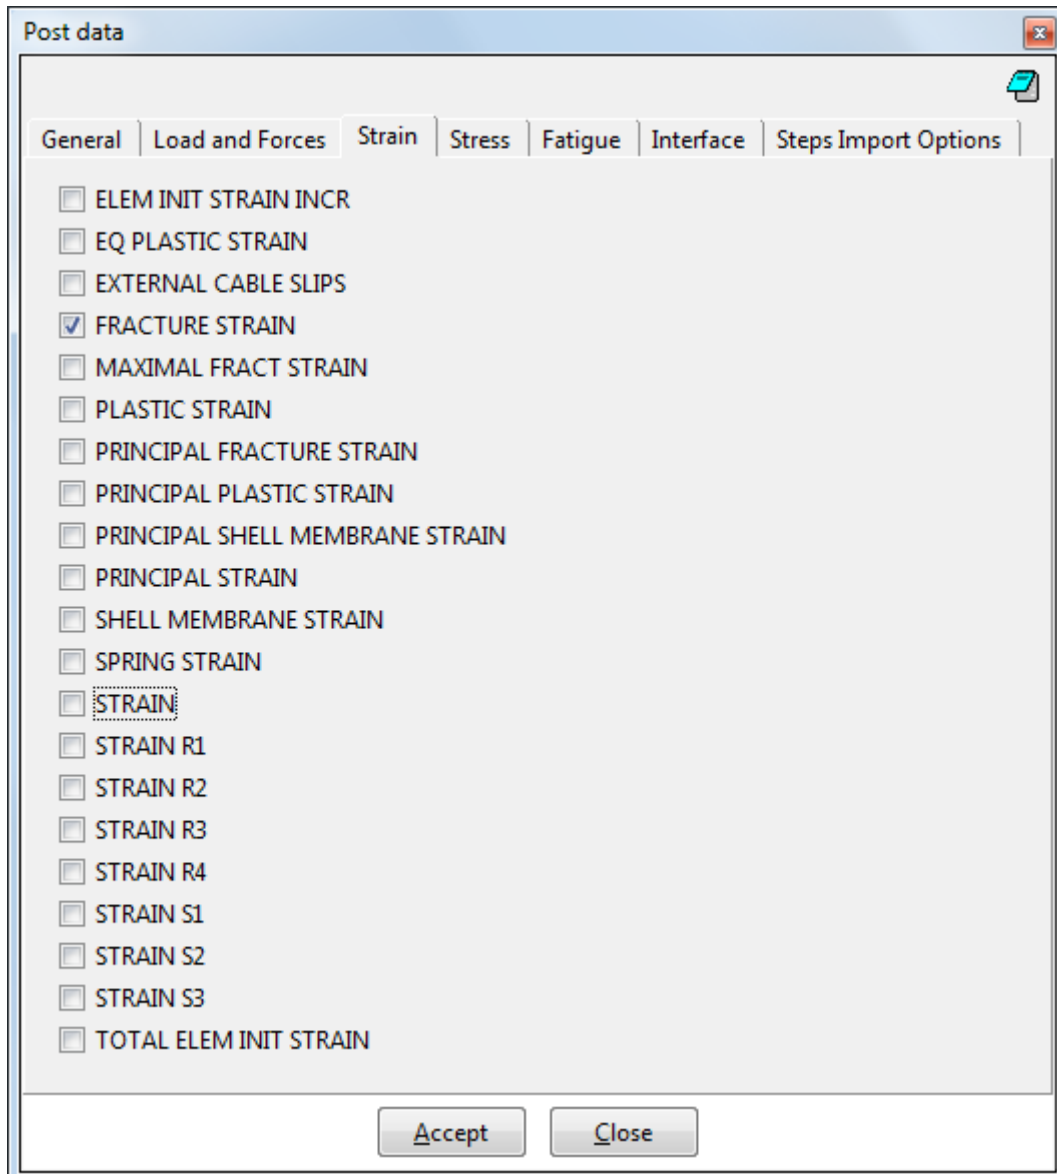 Post data
General Load and Forces Strain Stress Fatigue Interface Steps Import Options
ELEM INIT STRAIN INCR
EQ PLASTIC STRAIN
EXTERNAL CABLE SLIPS
FRACTURE STRAIN
MAXIMAL FRACT STRAIN
PLASTIC STRAIN
PRINCIPAL FRACTURE STRAIN
PRINCIPAL PLASTIC STRAIN
PRINCIPAL SHELL MEMBRANE STRAIN
PRINCIPAL STRAIN
SHELL MEMBRANE STRAIN
SPRING STRAIN
STRAIN
STRAIN R1
STRAIN R2
STRAIN R3
STRAIN R4
STRAIN S1
STRAIN S2
STRAIN S3
TOTAL ELEM INIT STRAIN
Accept Close